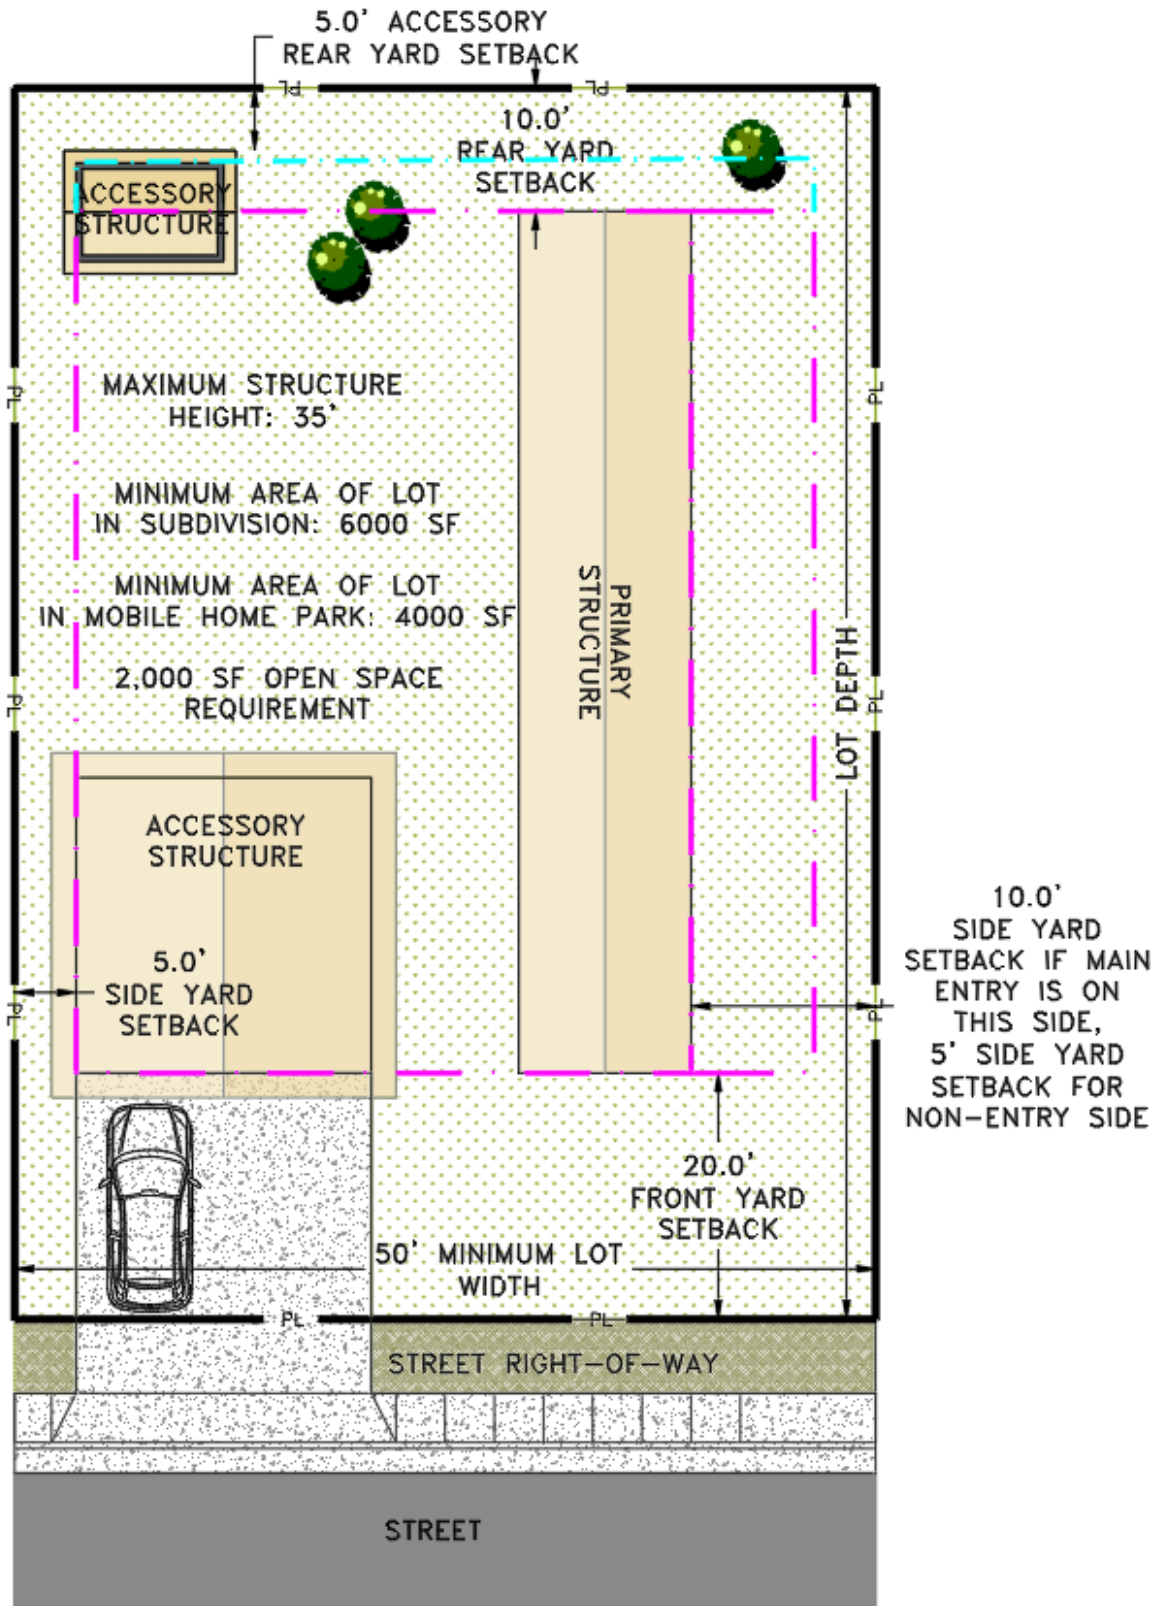 5.0' ACCESSORY
REAR YARD SETBACK
PL
PL
10.0'
REAR YARD
SETBACK
ACCESSORY
STRUCTURE
MAXIMUM STRUCTURE
HEIGHT: 35'
PL
PL
MINIMUM AREA OF LOT
IN SUBDIVISION: 6000 SF
MINIMUM AREA OF LOT
IN MOBILE HOME PARK: 4000 SF
2,000 SF OPEN SPACE
REQUIREMENT
PRIMARY
STRUCTURE
LOT DEPTH
PL
PL
ACCESSORY
STRUCTURE
5.0'
SIDE YARD
SETBACK
PL
PL
10.0'
SIDE YARD
SETBACK IF MAIN
ENTRY IS ON
THIS SIDE,
5' SIDE YARD
SETBACK FOR
NON-ENTRY SIDE
20.0'
FRONT YARD
SETBACK
50' MINIMUM LOT
WIDTH
PL
PL
STREET RIGHT-OF-WAY
STREET